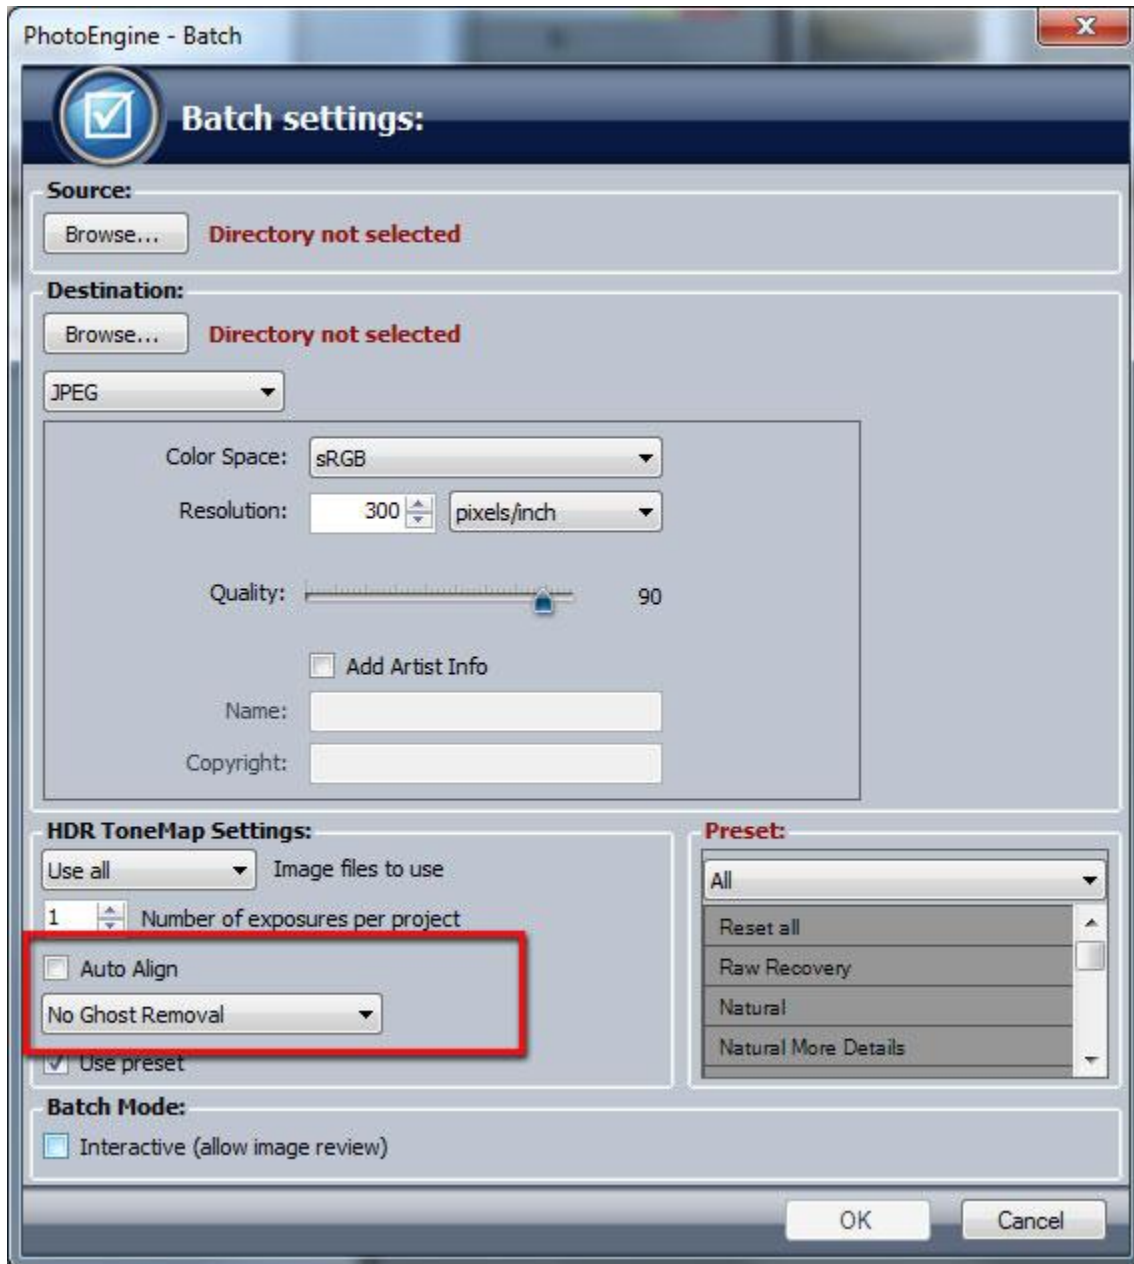 PhotoEngine - Batch
Batch settings:
Source:
Browse... Directory not selected
Destination:
Browse... Directory not selected
JPEG
Color Space: sRGB
Resolution: 300 pixels/inch
Quality: 90
Add Artist Info
Name:
Copyright:
HDR ToneMap Settings:
Use all Image files to use
1 Number of exposures per project
Auto Align
No Ghost Removal
Use preset
Preset:
All
Reset all
Raw Recovery
Natural
Natural More Details
Batch Mode:
Interactive (allow image review)
OK Cancel